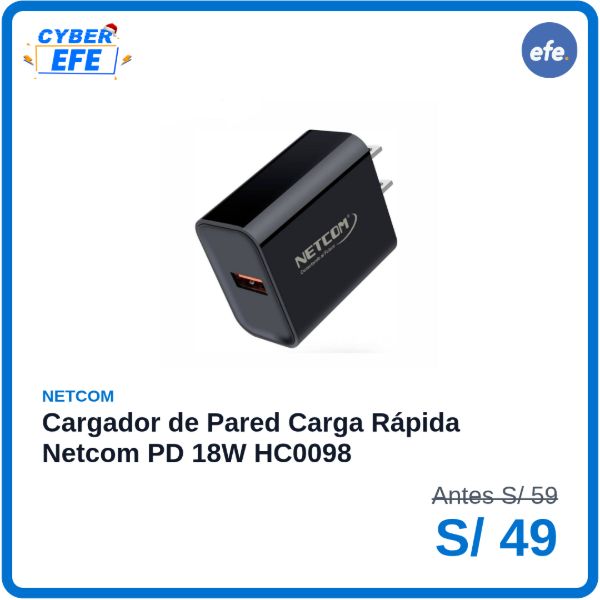 CYBER
EFE
efe.
NETCOM
NETCOM
Cargador de Pared Carga Rápida
Netcom PD 18W HC0098
Antes S/ 59
S/ 49